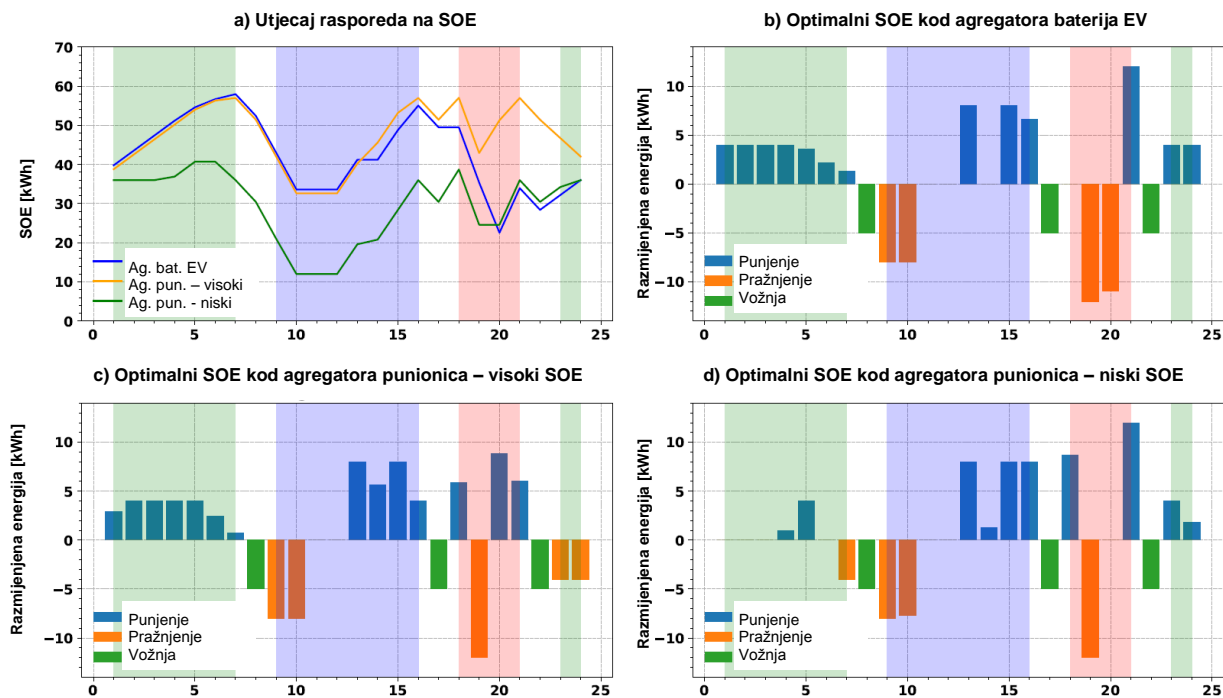 a) Utjecaj rasporeda na SOE
SOE [kWh]
70
60
50
40
30
20
10
0
Ag. bat. EV
Ag. pun. – visoki
Ag. pun. - niski
0 5 10 15 20 25
b) Optimalni SOE kod agregatora baterija EV
Razmijenjena energija [kWh]
10
5
0
−5
−10
Punjenje
Pražnjenje
Vožnja
0 5 10 15 20 25
c) Optimalni SOE kod agregatora punionica – visoki SOE
Razmijenjena energija [kWh]
10
5
0
−5
−10
Punjenje
Pražnjenje
Vožnja
0 5 10 15 20 25
d) Optimalni SOE kod agregatora punionica – niski SOE
Razmijenjena energija [kWh]
10
5
0
−5
−10
Punjenje
Pražnjenje
Vožnja
0 5 10 15 20 25